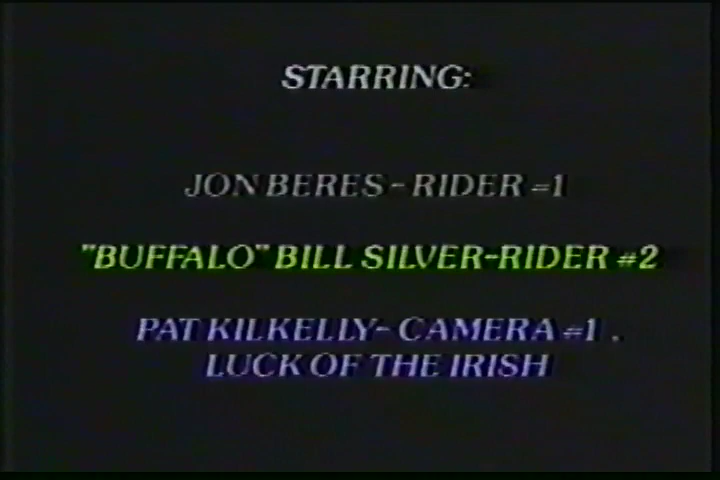 STARRING:
JON BERES - RIDER #1
"BUFFALO" BILL SILVER-RIDER #2
PAT KILKELLY- CAMERA #1 .
LUCK OF THE IRISH